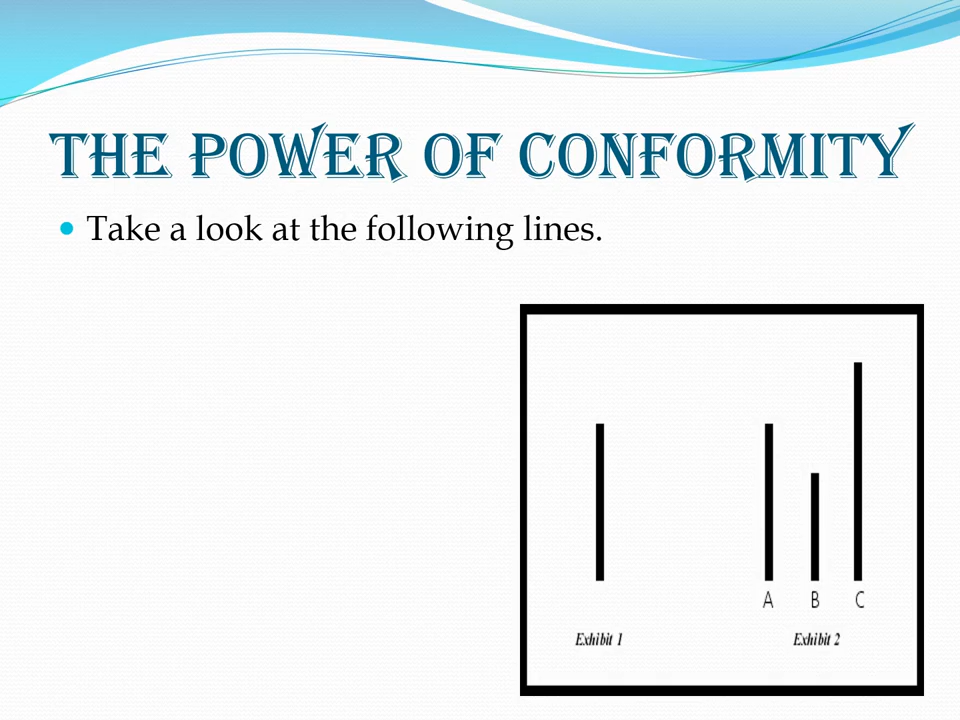 THE POWER OF CONFORMITY
Take a look at the following lines.
A B C
Exhibit 1 Exhibit 2